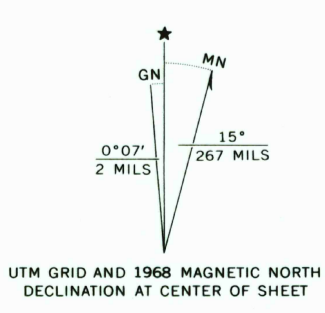 MN
GN
0°07'
2 MILS
15°
267 MILS
UTM GRID AND 1968 MAGNETIC NORTH
DECLINATION AT CENTER OF SHEET